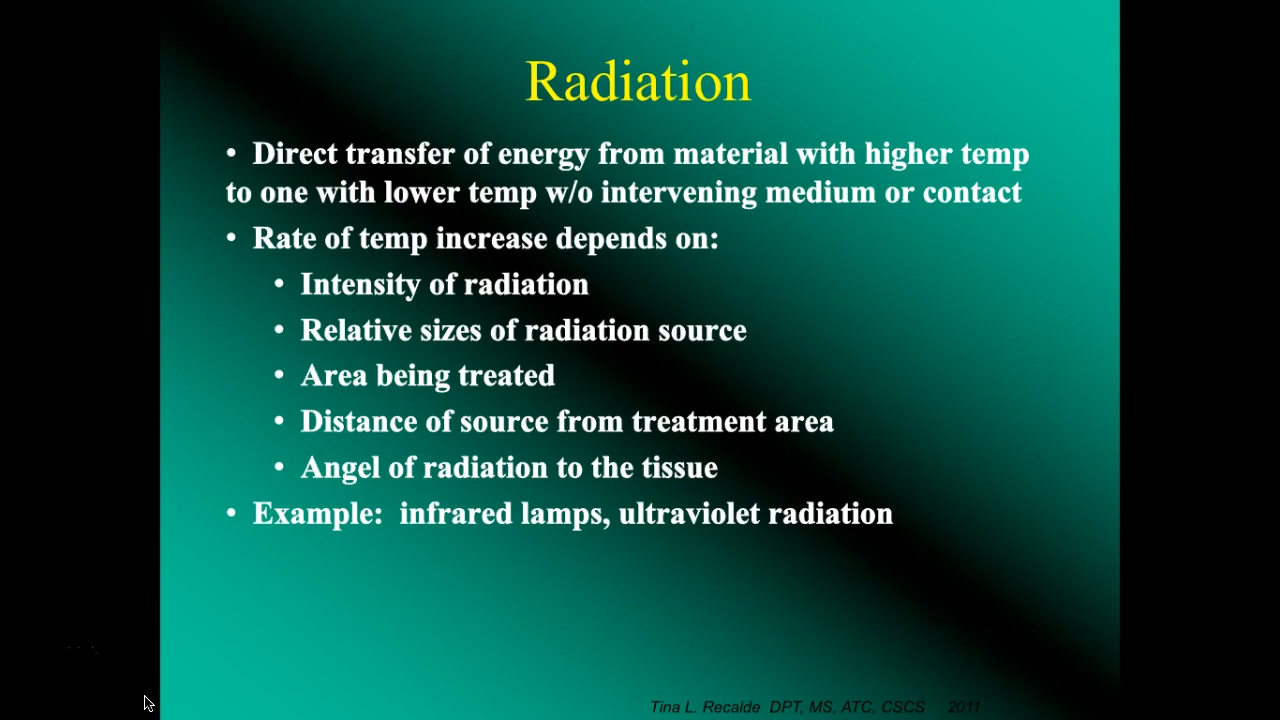 Radiation
• Direct transfer of energy from material with higher temp
to one with lower temp w/o intervening medium or contact
• Rate of temp increase depends on:
• Intensity of radiation
• Relative sizes of radiation source
• Area being treated
• Distance of source from treatment area
• Angel of radiation to the tissue
• Example: infrared lamps, ultraviolet radiation
Tina L. Recalde DPT, MS, ATC, CSCS 2011